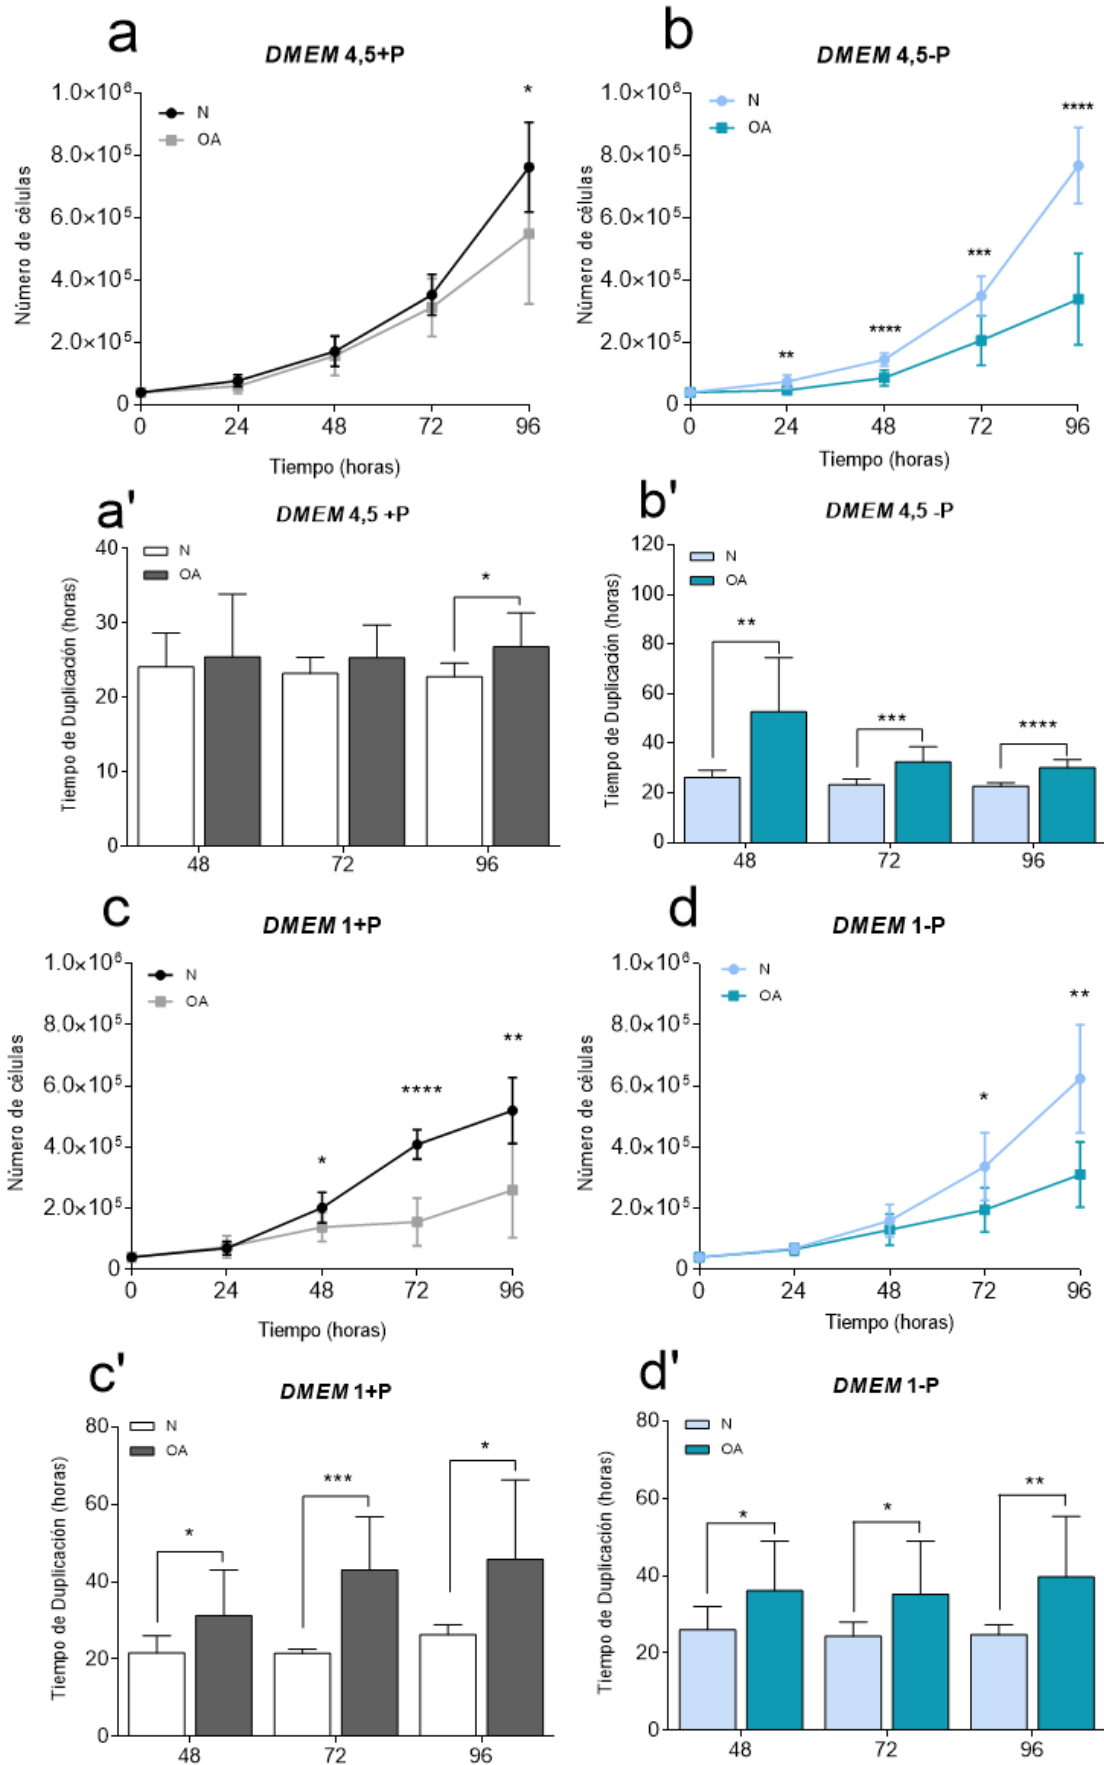 a
DMEM 4,5+P
1.0×10⁶
8.0×10⁵
6.0×10⁵
4.0×10⁵
2.0×10⁵
0
Número de células
N
OA
*
0 24 48 72 96
Tiempo (horas)
b
DMEM 4,5-P
1.0×10⁶
8.0×10⁵
6.0×10⁵
4.0×10⁵
2.0×10⁵
0
Número de células
N
OA
**
****
***
****
0 24 48 72 96
Tiempo (horas)
a'
DMEM 4,5 +P
40
30
20
10
0
Tiempo de Duplicación (horas)
N
OA
*
48 72 96
b'
DMEM 4,5 -P
120
100
80
60
40
20
0
Tiempo de Duplicación (horas)
N
OA
**
***
****
48 72 96
c
DMEM 1+P
1.0×10⁶
8.0×10⁵
6.0×10⁵
4.0×10⁵
2.0×10⁵
0
Número de células
N
OA
*
****
**
0 24 48 72 96
Tiempo (horas)
d
DMEM 1-P
1.0×10⁶
8.0×10⁵
6.0×10⁵
4.0×10⁵
2.0×10⁵
0
Número de células
N
OA
*
**
0 24 48 72 96
Tiempo (horas)
c'
DMEM 1+P
80
60
40
20
0
Tiempo de Duplicación (horas)
N
OA
*
***
*
48 72 96
d'
DMEM 1-P
80
60
40
20
0
Tiempo de Duplicación (horas)
N
OA
*
*
**
48 72 96